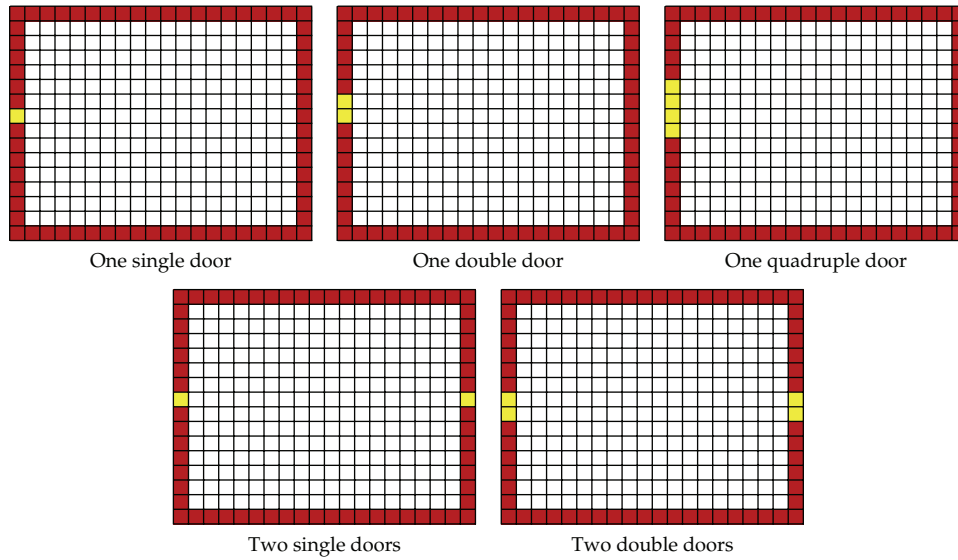 One single door
One double door
One quadruple door
Two single doors
Two double doors